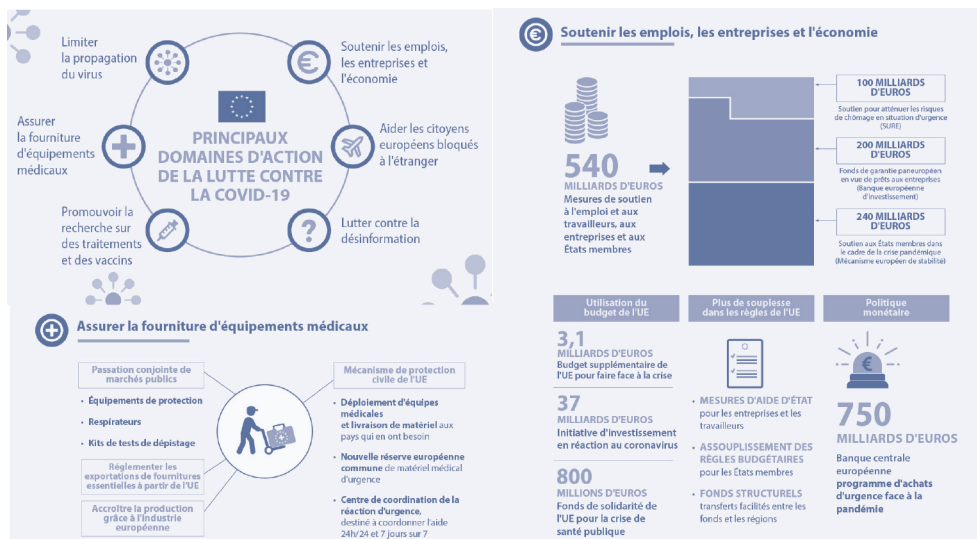 Limiter
la propagation
du virus
Soutenir les emplois,
les entreprises et
l'économie
Assurer
la fourniture
d'équipements
médicaux
PRINCIPAUX
DOMAINES D'ACTION
DE LA LUTTE CONTRE
LA COVID-19
Aider les citoyens
européens bloqués
à l'étranger
Promouvoir la
recherche sur
des traitements
et des vaccins
Lutter contre la
désinformation
Assurer la fourniture d'équipements médicaux
Passation conjointe de
marchés publics
• Équipements de protection
• Respirateurs
• Kits de tests de dépistage
Réglementer les
exportations de fournitures
essentielles à partir de l'UE
Accroître la production
grâce à l'industrie
européenne
Mécanisme de protection
civile de l'UE
• Déploiement d'équipes
médicales
et livraison de matériel aux
pays qui en ont besoin
• Nouvelle réserve européenne
commune de matériel médical
d'urgence
• Centre de coordination de la
réaction d'urgence,
destiné à coordonner l'aide
24h/24 et 7 jours sur 7
Soutenir les emplois, les entreprises et l'économie
540
MILLIARDS D'EUROS
Mesures de soutien
à l'emploi et aux
travailleurs, aux
entreprises et aux
États membres
100 MILLIARDS
D'EUROS
Soutien pour atténuer les risques
de chômage en situation d'urgence
(SURE)
200 MILLIARDS
D'EUROS
Fonds de garantie paneuropéen
en vue de prêts aux entreprises
(Banque européenne
d'investissement)
240 MILLIARDS
D'EUROS
Soutien aux États membres dans
le cadre de la crise pandémique
(Mécanisme européen de stabilité)
Utilisation du
budget de l'UE
3,1
MILLIARDS D'EUROS
Budget supplémentaire de
l'UE pour faire face à la crise
37
MILLIARDS D'EUROS
Initiative d'investissement
en réaction au coronavirus
800
MILLIONS D'EUROS
Fonds de solidarité de
l'UE pour la crise de
santé publique
Plus de souplesse
dans les règles de l'UE
• MESURES D'AIDE D'ÉTAT
pour les entreprises et les
travailleurs
• ASSOUPLISSEMENT DES
RÈGLES BUDGÉTAIRES
pour les États membres
• FONDS STRUCTURELS
transferts facilités entre les
fonds et les régions
Politique
monétaire
750
MILLIARDS D'EUROS
Banque centrale
européenne
programme d'achats
d'urgence face à la
pandémie